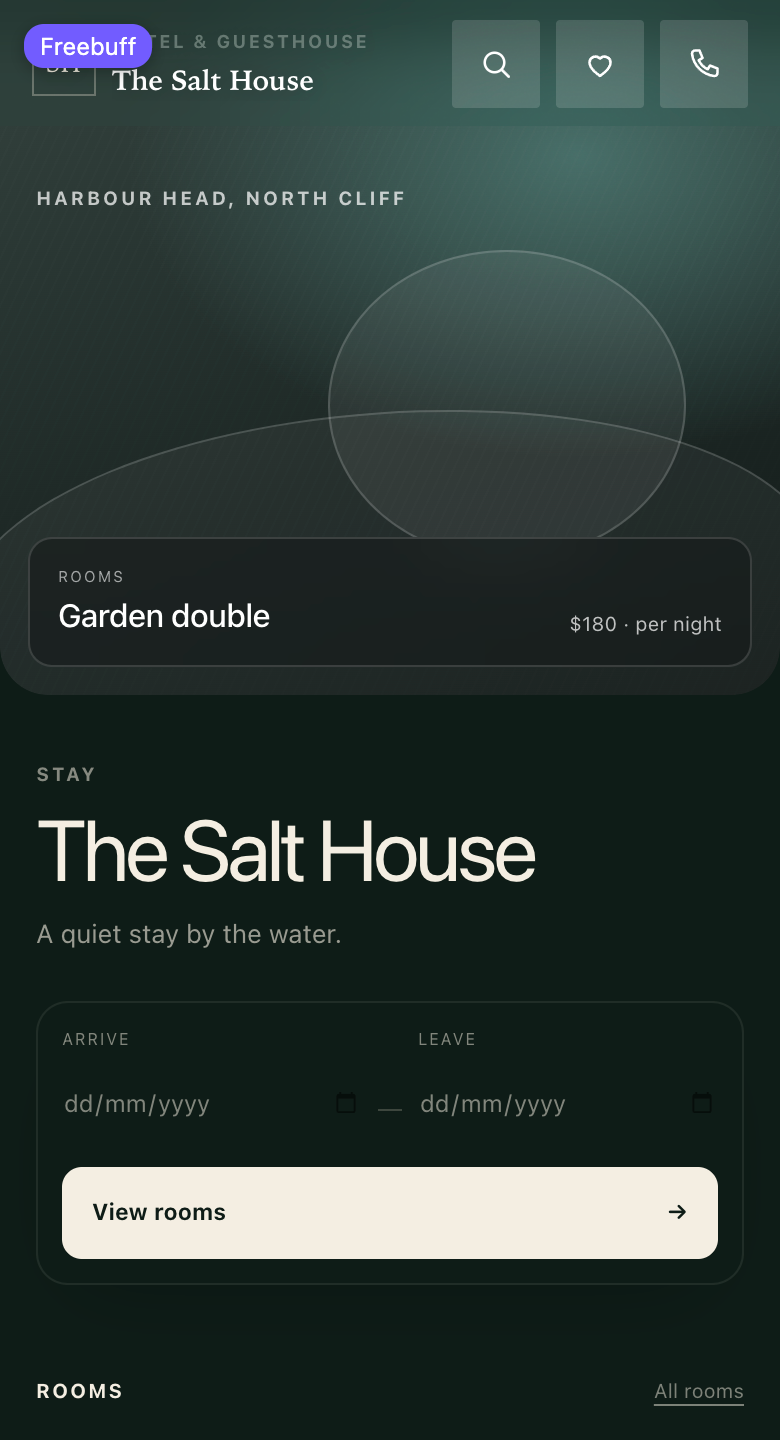 Freebuff
& GUESTHOUSE
The Salt House
HARBOUR HEAD, NORTH CLIFF
ROOMS
Garden double
$180 · per night
STAY
The Salt House
A quiet stay by the water.
ARRIVE
LEAVE
dd/mm/yyyy
—
dd/mm/yyyy
View rooms
ROOMS
All rooms